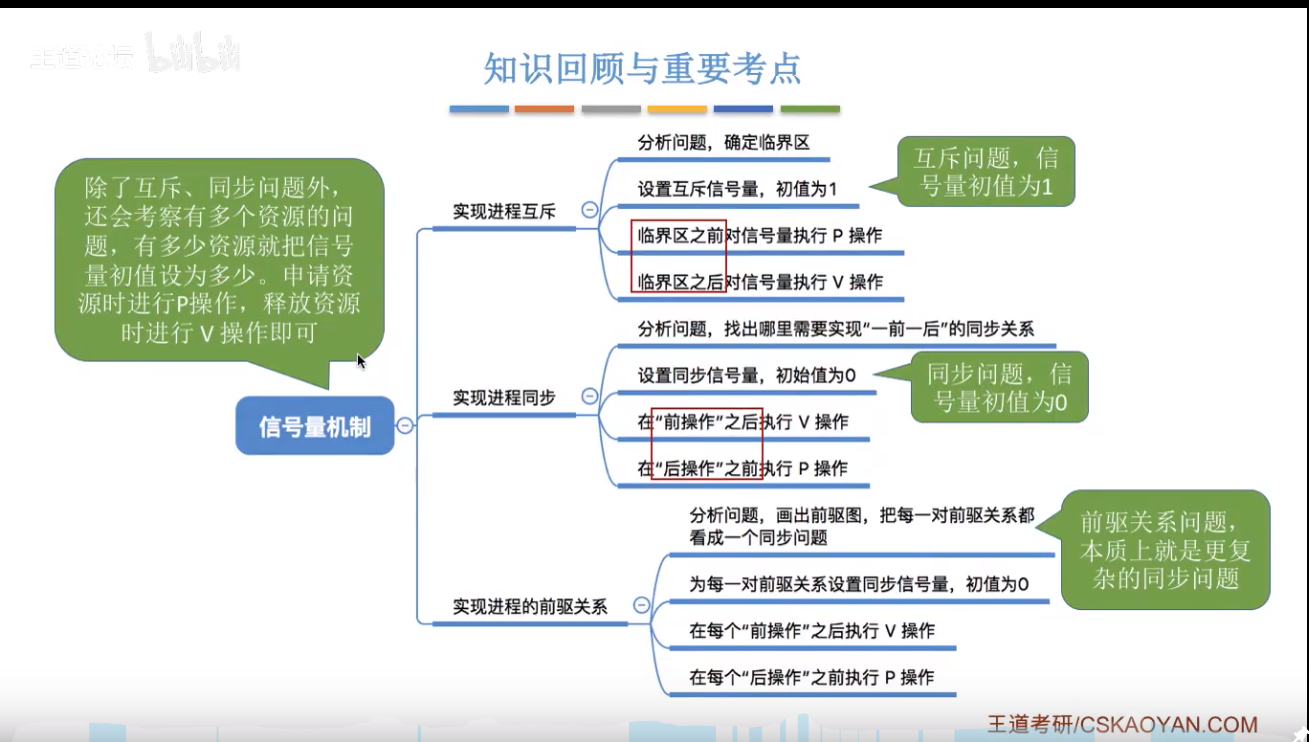 王道论坛 bilibili
知识回顾与重要考点
除了互斥、同步问题外，
还会考察有多个资源的问
题，有多少资源就把信号
量初值设为多少。申请资
源时进行P操作，释放资源
时进行 V 操作即可
信号量机制
实现进程互斥
分析问题，确定临界区
设置互斥信号量，初值为1
互斥问题，信
号量初值为1
临界区之前对信号量执行 P 操作
临界区之后对信号量执行 V 操作
实现进程同步
分析问题，找出哪里需要实现“一前一后”的同步关系
设置同步信号量，初始值为0
同步问题，信
号量初值为0
在“前操作”之后执行 V 操作
在“后操作”之前执行 P 操作
实现进程的前驱关系
分析问题，画出前驱图，把每一对前驱关系都
看成一个同步问题
前驱关系问题，
本质上就是更复
杂的同步问题
为每一对前驱关系设置同步信号量，初值为0
在每个“前操作”之后执行 V 操作
在每个“后操作”之前执行 P 操作
王道考研/CSKAOYAN.COM